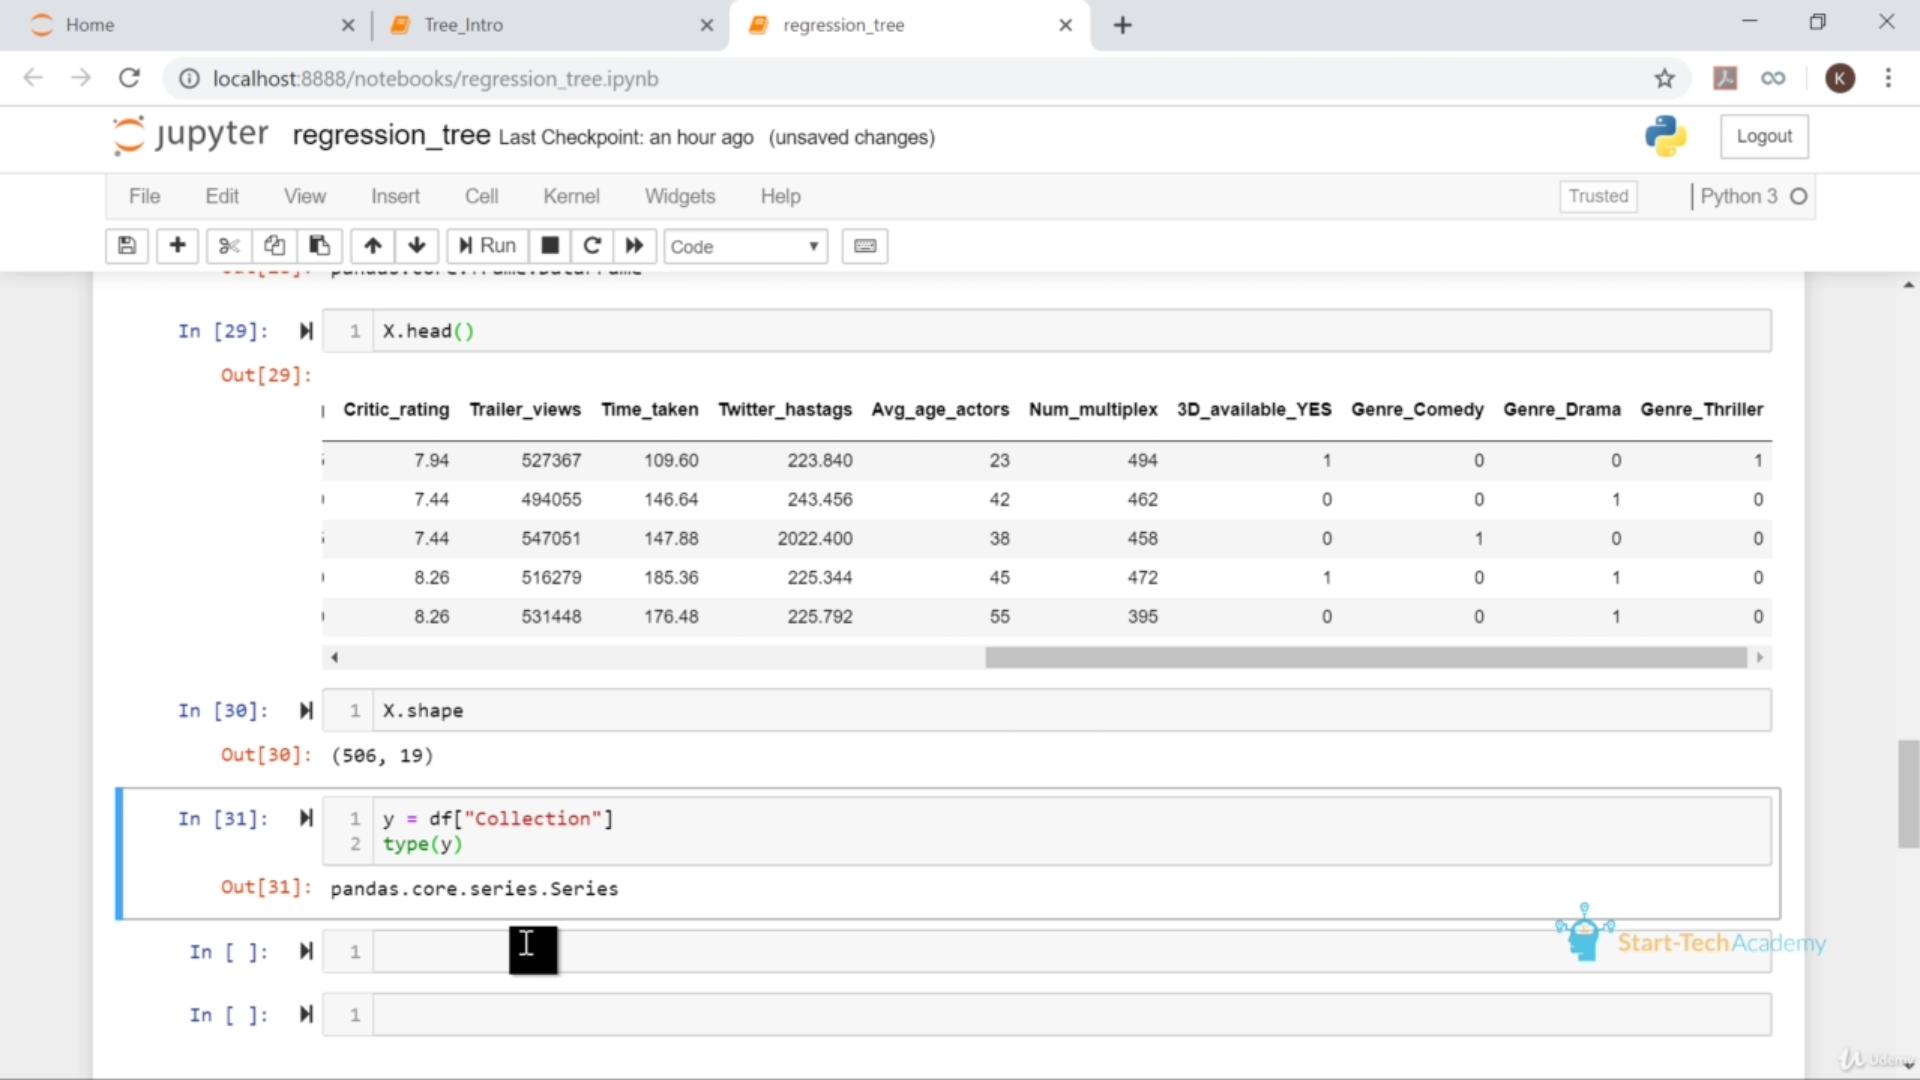 Home
Tree_Intro
regression_tree
localhost:8888/notebooks/regression_tree.ipynb
K
jupyter regression_tree Last Checkpoint: an hour ago (unsaved changes)
Logout
File Edit View Insert Cell Kernel Widgets Help
Trusted
Python 3
Run
Code
In [29]: 1 X.head()
Out[29]:
Critic_rating Trailer_views Time_taken Twitter_hastags Avg_age_actors Num_multiplex 3D_available_YES Genre_Comedy Genre_Drama Genre_Thriller
7.94 527367 109.60 223.840 23 494 1 0 0 1
7.44 494055 146.64 243.456 42 462 0 0 1 0
7.44 547051 147.88 2022.400 38 458 0 1 0 0
8.26 516279 185.36 225.344 45 472 1 0 1 0
8.26 531448 176.48 225.792 55 395 0 0 1 0
In [30]: 1 X.shape
Out[30]: (506, 19)
In [31]: 1 y = df["Collection"]
2 type(y)
Out[31]: pandas.core.series.Series
In [ ]: 1
Start-TechAcademy
In [ ]: 1
Udemy